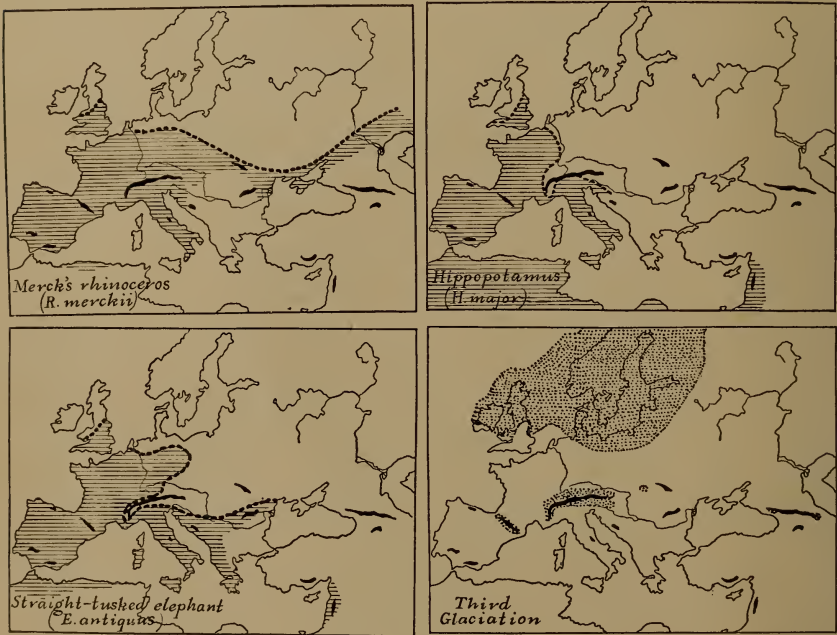 Merck's rhinoceros
(R. merckii)
Hippopotamus
(H. major)
Straight-tusked elephant
(E. antiquus)
Third
Glaciation